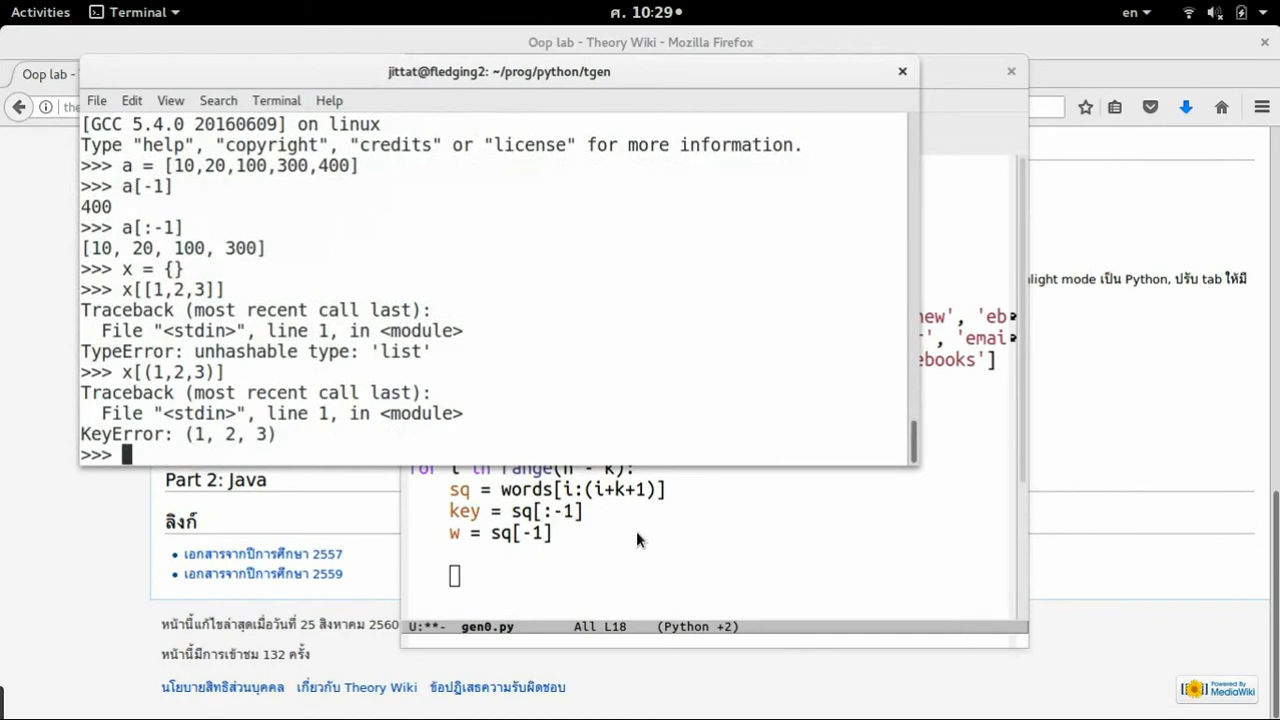 Activities
Terminal
ศ. 10:29
en
Oop lab - Theory Wiki - Mozilla Firefox
Oop lab -
jittat@fledging2: ~/prog/python/tgen
File Edit View Search Terminal Help
[GCC 5.4.0 20160609] on linux
Type "help", "copyright", "credits" or "license" for more information.
>>> a = [10,20,100,300,400]
>>> a[-1]
400
>>> a[:-1]
[10, 20, 100, 300]
>>> x = {}
>>> x[[1,2,3]]
Traceback (most recent call last):
  File "<stdin>", line 1, in <module>
TypeError: unhashable type: 'list'
>>> x[(1,2,3)]
Traceback (most recent call last):
  File "<stdin>", line 1, in <module>
KeyError: (1, 2, 3)
>>>
light mode เป็น Python, ปรับ tab ให้มี
new', 'eb
', 'emai
ebooks']
for i in range(n - k):
sq = words[i:(i+k+1)]
key = sq[:-1]
w = sq[-1]
U:**- gen0.py All L18 (Python +2)
Part 2: Java
ลิงก์
เอกสารจากปีการศึกษา 2557
เอกสารจากปีการศึกษา 2559
หน้านี้แก้ไขล่าสุดเมื่อวันที่ 25 สิงหาคม 2560
หน้านี้มีการเข้าชม 132 ครั้ง
นโยบายสิทธิส่วนบุคคล เกี่ยวกับ Theory Wiki ข้อปฏิเสธความรับผิดชอบ
Powered By
MediaWiki